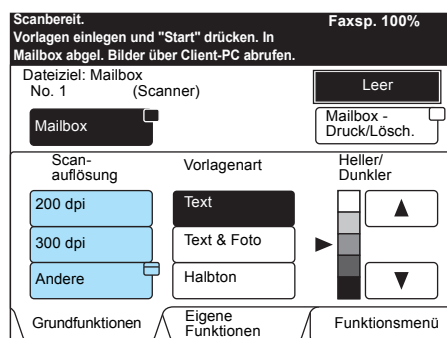 Scanbereit.
Faxsp. 100%
Vorlagen einlegen und "Start" drücken. In
Mailbox abgel. Bilder über Client-PC abrufen.
Dateiziel: Mailbox
No. 1 (Scanner)
Leer
Mailbox
Mailbox -
Druck/Lösch.
Scan-
auflösung
Vorlagenart
Heller/
Dunkler
200 dpi
Text
300 dpi
Text & Foto
Andere
Halbton
Grundfunktionen
Eigene
Funktionen
Funktionsmenü